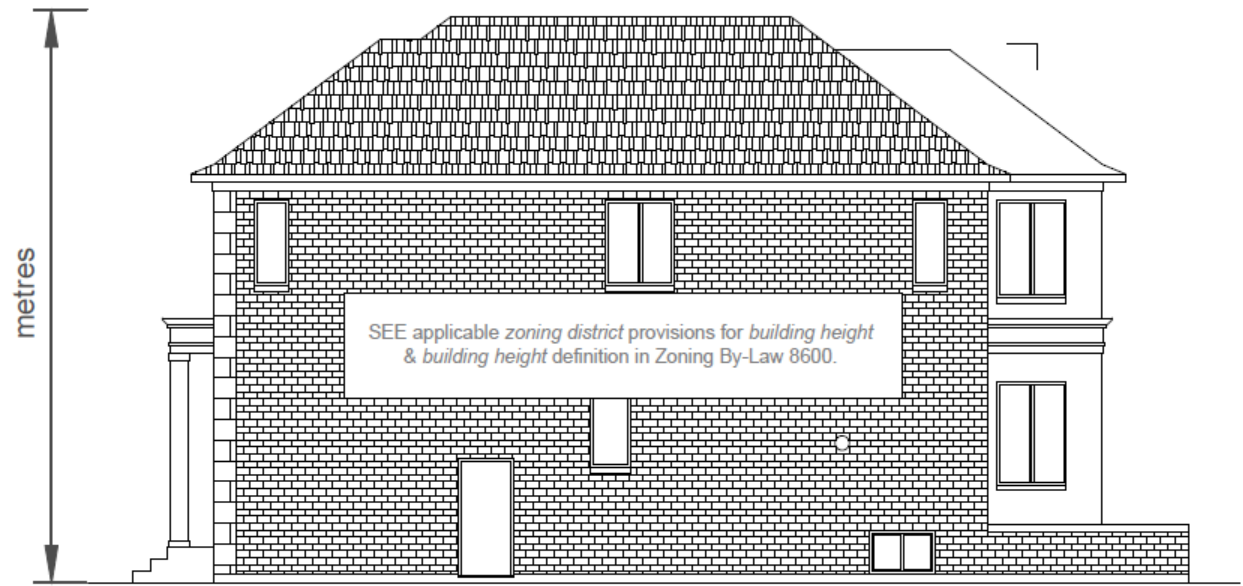 metres
SEE applicable zoning district provisions for building height
& building height definition in Zoning By-Law 8600.